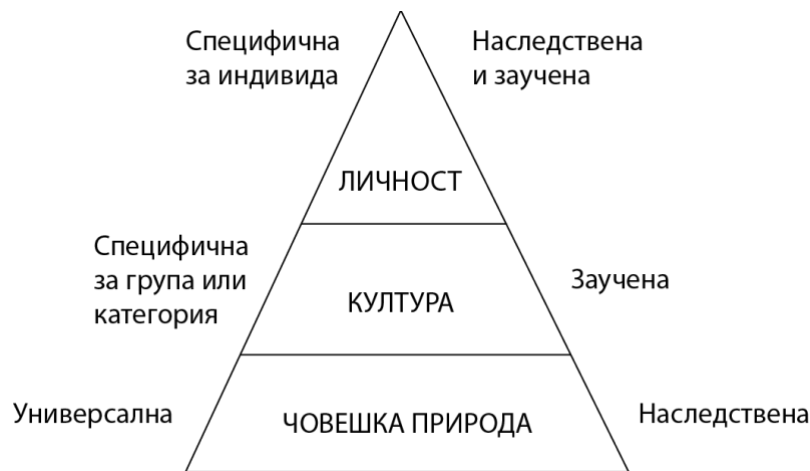 Специфична
за индивида
Наследствена
и заучена
ЛИЧНОСТ
Специфична
за група или
категория
КУЛТУРА
Заучена
Универсална
ЧОВЕШКА ПРИРОДА
Наследствена